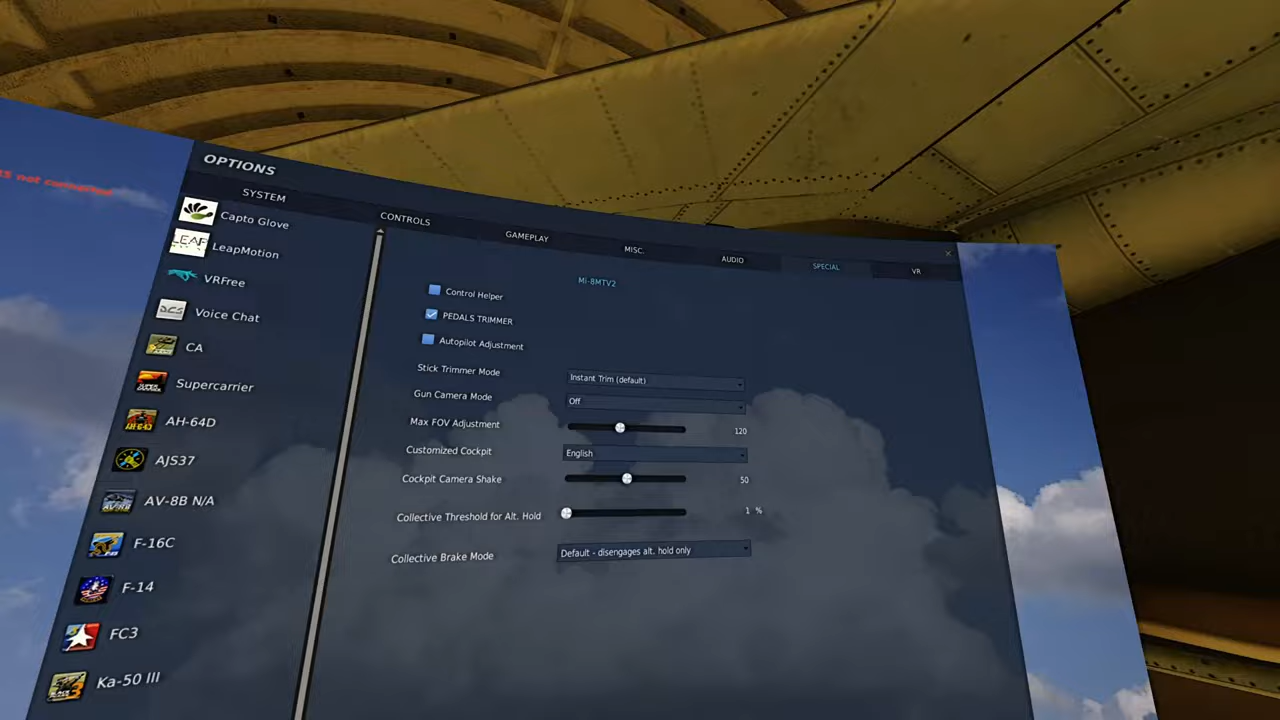 OPTIONS
SYSTEM
CONTROLS
GAMEPLAY
MISC.
AUDIO
SPECIAL
VR
not
Capto Glove
LEAF
LeapMotion
VRFree
DCS
Voice Chat
CA
Supercarrier
AH-64D
AJS37
AV-8B N/A
F-16C
F-14
FC3
Ka-50 III
Mi-8MTV2
Control Helper
PEDALS TRIMMER
Autopilot Adjustment
Stick Trimmer Mode
Instant Trim (default)
Gun Camera Mode
Off
Max FOV Adjustment
120
Customized Cockpit
English
Cockpit Camera Shake
50
Collective Threshold for Alt. Hold
1 %
Collective Brake Mode
Default - disengages alt. hold only